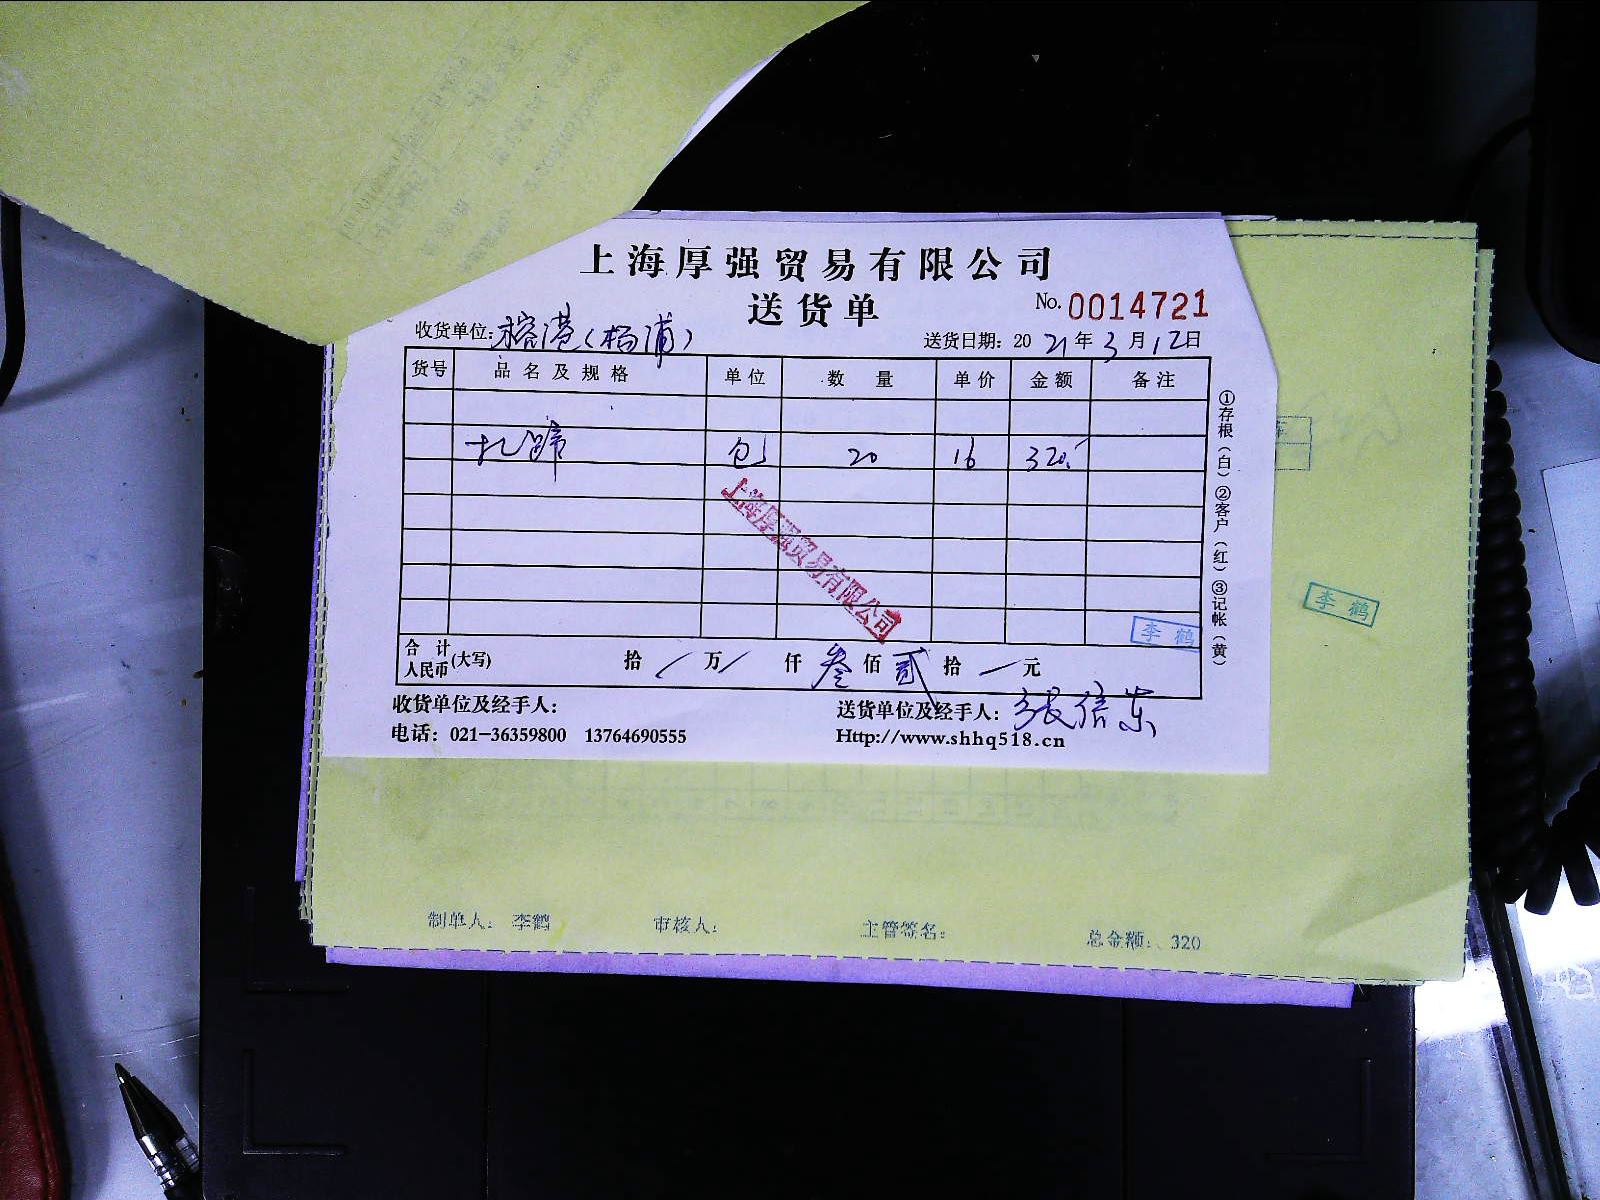 上海厚强贸易有限公司
送货单
No.0014721
收货单位:榕港(杨浦)
送货日期：2021年3月12日
货号 品名及规格 单位 数量 单价 金额 备注
扎蹄 包 20 16 320.-
上海厚强贸易有限公司
李鹤
李鹤
合计人民币(大写) 拾/万/仟叁佰贰拾一元
收货单位及经手人：
送货单位及经手人：张信东
电话：021-36359800 13764690555
Http://www.shhq518.cn
①存根(白)②客户(红)③记帐(黄)
制单人：李鹤 审核人： 主管签名： 总金额：320